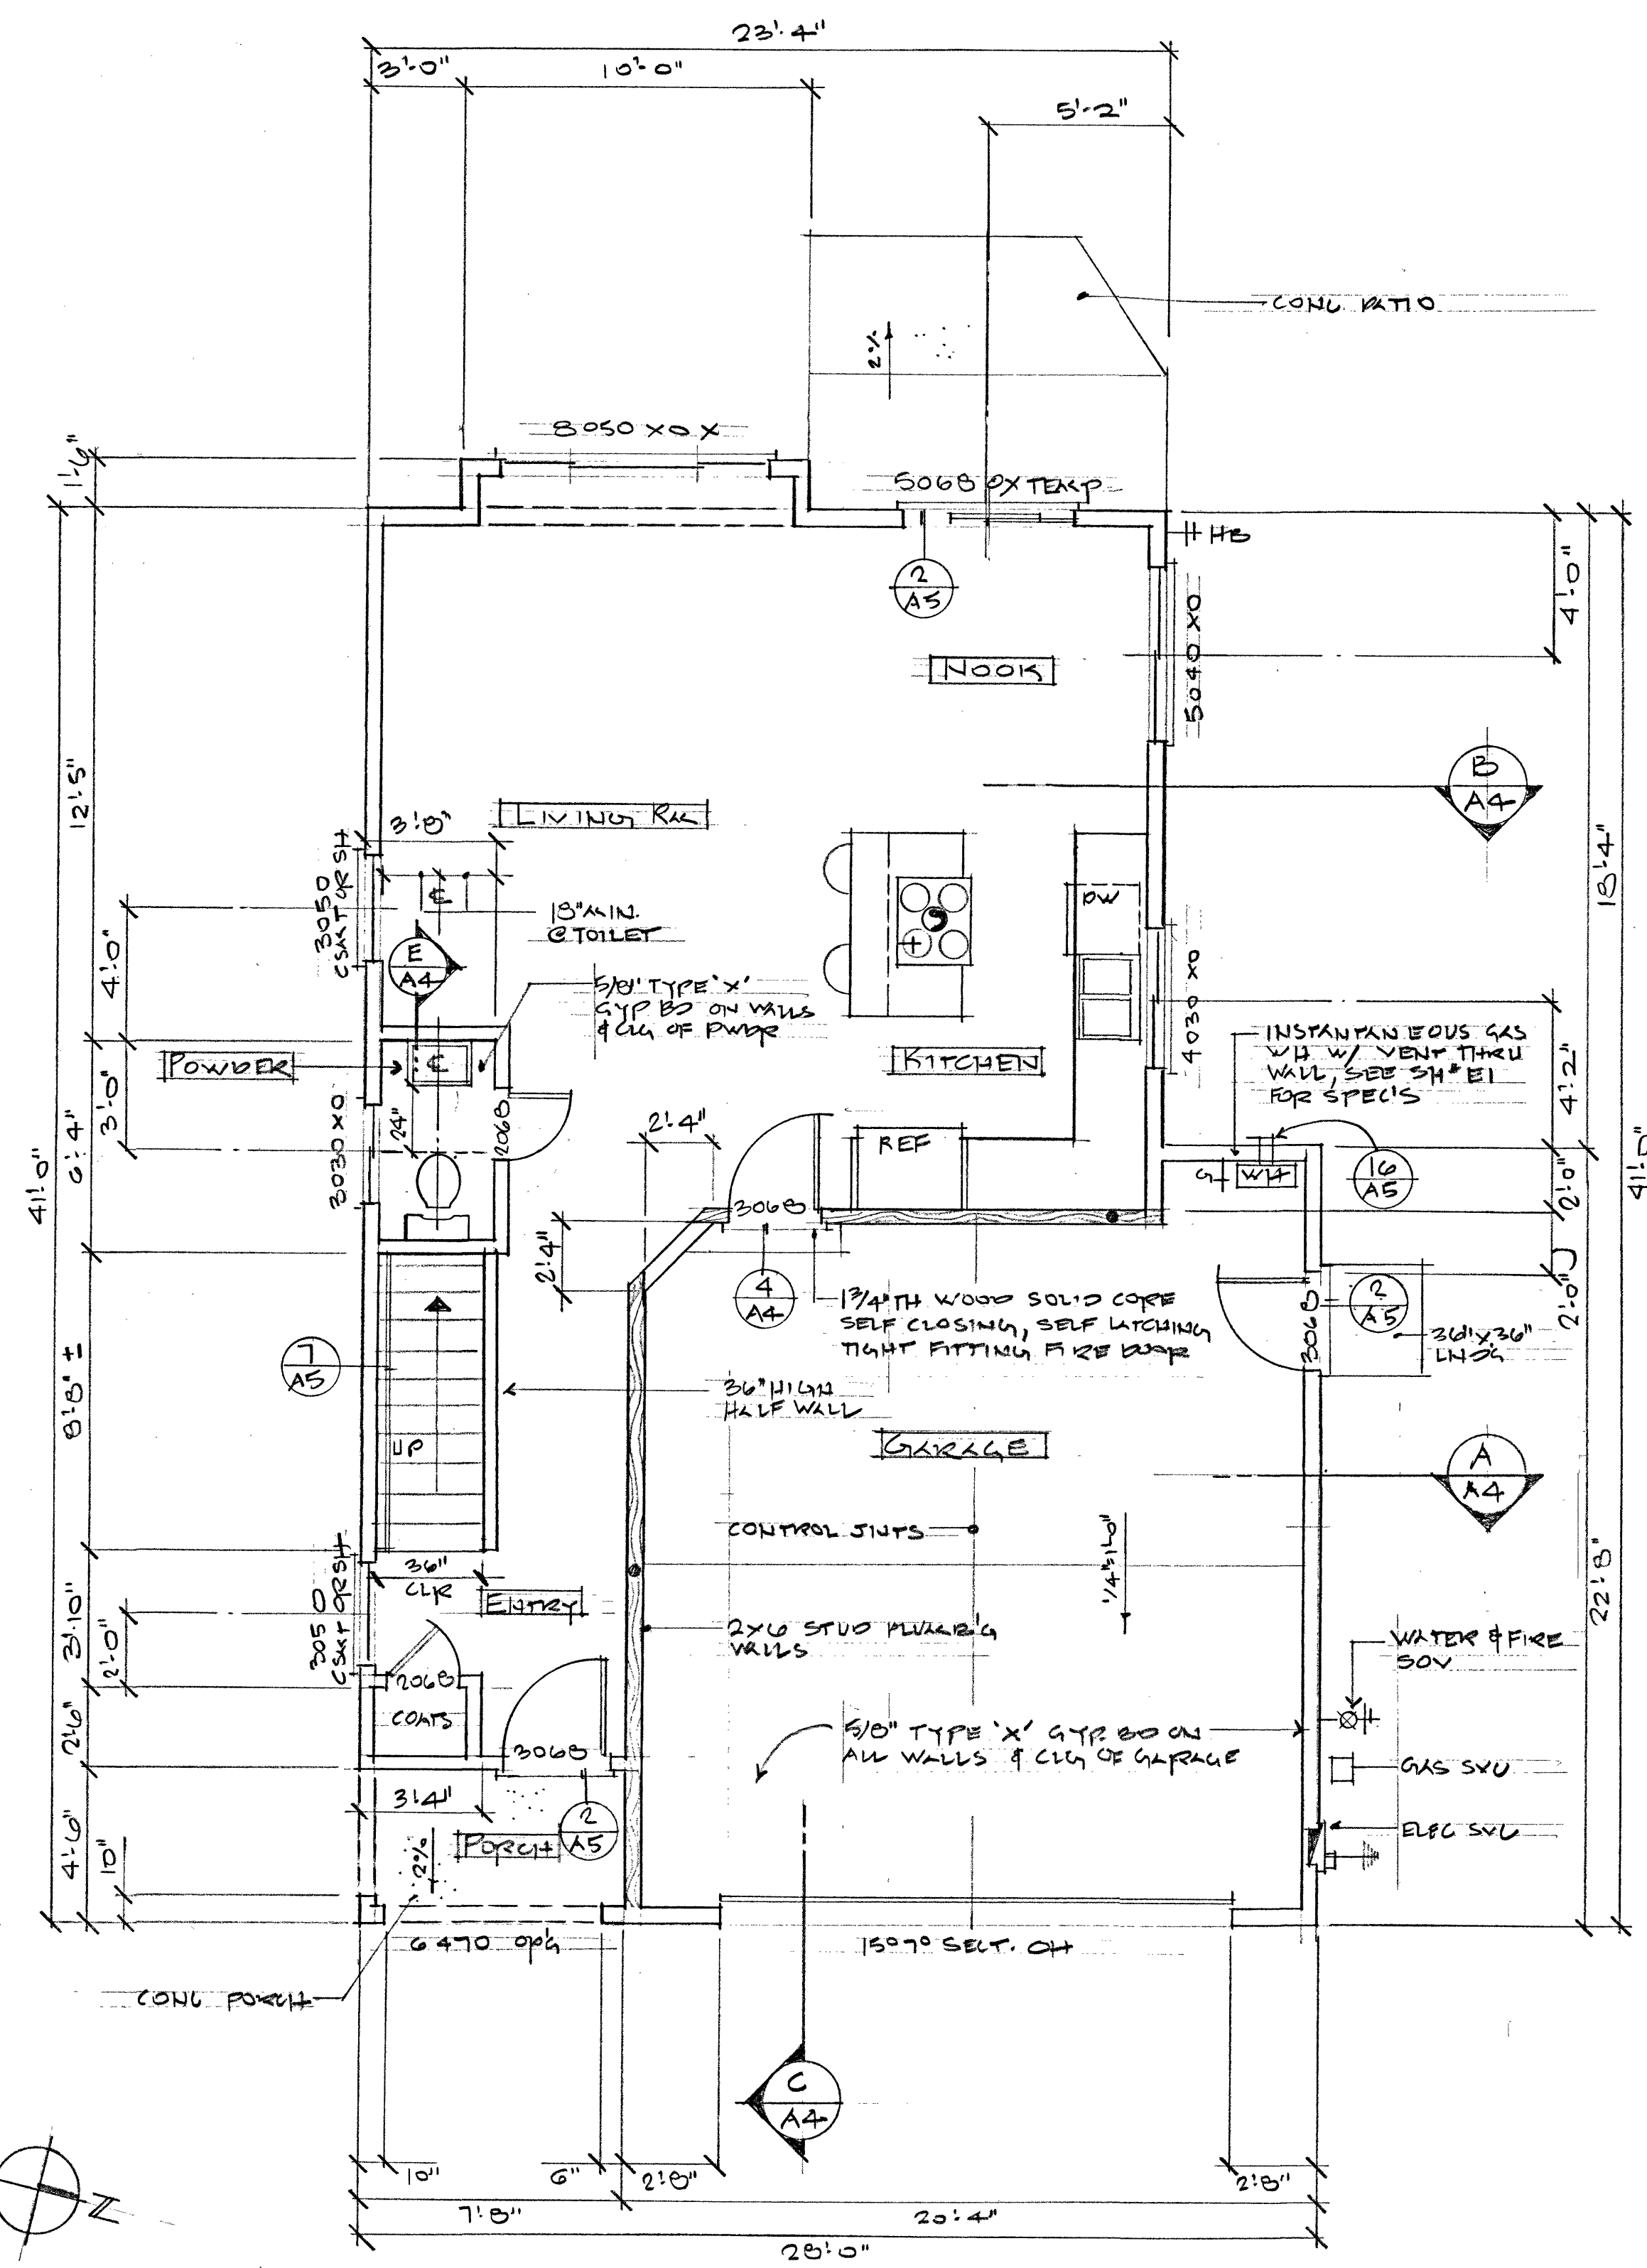 23'-4"
3'-0"
10'-0"
5'-2"
CONC. PATIO
2%
8050 XOX
5068 OX TEMP
1'-6"
HB
2
A5
4'-0"
5040 XO
NOOK
12'-5"
B
A4
LIVING RM
3'-8"
18'-4"
3050
CSMT OR SH
℄
18" MIN.
@ TOILET
DW
E
A4
4'-0"
5/8" TYPE 'X'
GYP BD ON WALLS
& CLG OF PWDR
4030 XO
INSTANTANEOUS GAS
WH W/ VENT THRU
WALL, SEE SH# E1
FOR SPEC'S
POWDER
℄
KITCHEN
4'-2"
3'-0"
24"
2068
2'-4"
REF
6'-4"
3030 XO
41'-0"
41'-0"
G
WH
16
A5
2'-0"
3068
2'-4"
4
A4
1 3/4" TH WOOD SOLID CORE
SELF CLOSING, SELF LATCHING
TIGHT FITTING FIRE DOOR
3068
2
A5
2'-0"
36"x36"
LNDG
7
A5
8'-8" ±
36" HIGH
HALF WALL
GARAGE
UP
A
A4
CONTROL JINTS
1/4":1'-0"
36"
CLR
3050
CSMT OR SH
ENTRY
22'-8"
3'-10"
2'-0"
2X6 STUD PLUMB'G
WALLS
WATER & FIRE
SOV
2068
COATS
2'-6"
3068
5/8" TYPE 'X' GYP. BD ON
ALL WALLS & CLG OF GARAGE
GAS SVC
3'4"
2
A5
PORCH
2%
ELEC SVC
4'-6"
10"
6470 OP'G
15⁰7⁰ SECT. OH
CONC PORCH
C
A4
10"
6"
2'-8"
2'-8"
7'-8"
20'-4"
28'-0"
N